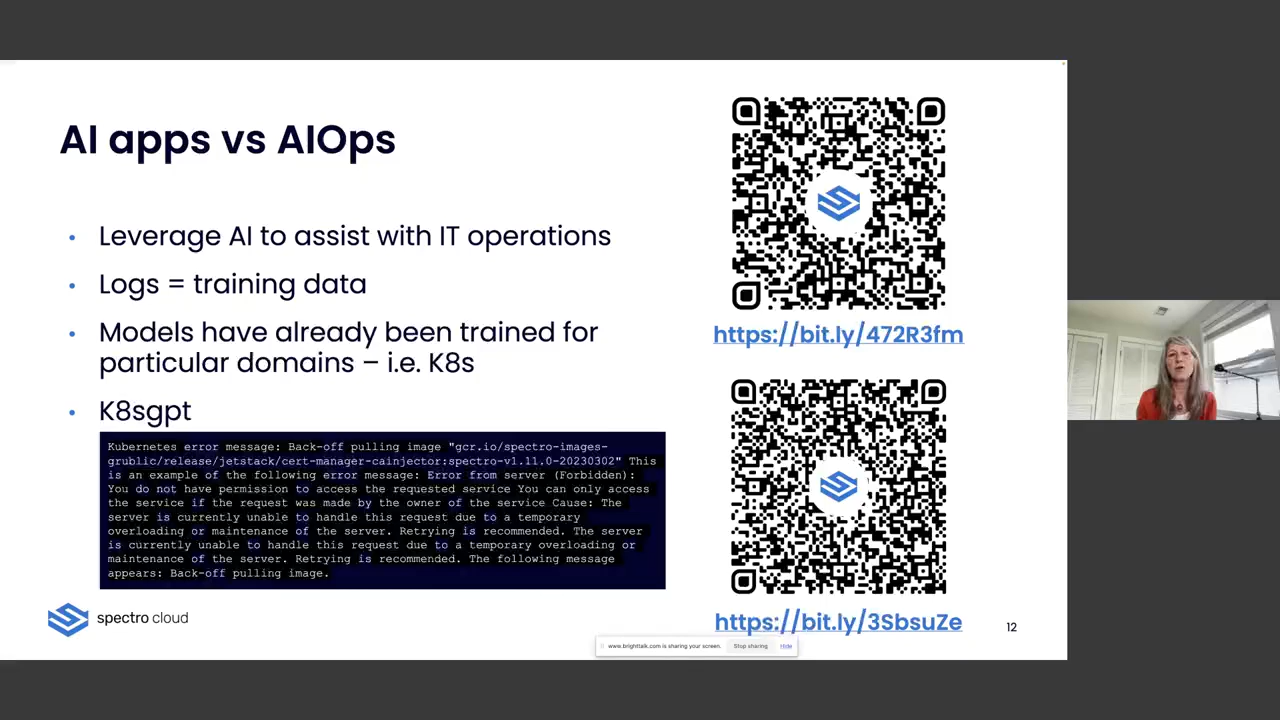 AI apps vs AIOps
• Leverage AI to assist with IT operations
• Logs = training data
• Models have already been trained for
particular domains – i.e. K8s
• K8sgpt
Kubernetes error message: Back-off pulling image "gcr.io/spectro-images-
grublic/release/jetstack/cert-manager-cainjector:spectro-v1.11.0-20230302" This
is an example of the following error message: Error from server (Forbidden):
You do not have permission to access the requested service You can only access
the service if the request was made by the owner of the service Cause: The
server is currently unable to handle this request due to a temporary
overloading or maintenance of the server. Retrying is recommended. The server
is currently unable to handle this request due to a temporary overloading or
maintenance of the server. Retrying is recommended. The following message
appears: Back-off pulling image.
spectro cloud
https://bit.ly/472R3fm
https://bit.ly/3SbsuZe
12
www.brighttalk.com is sharing your screen.
Stop sharing
Hide